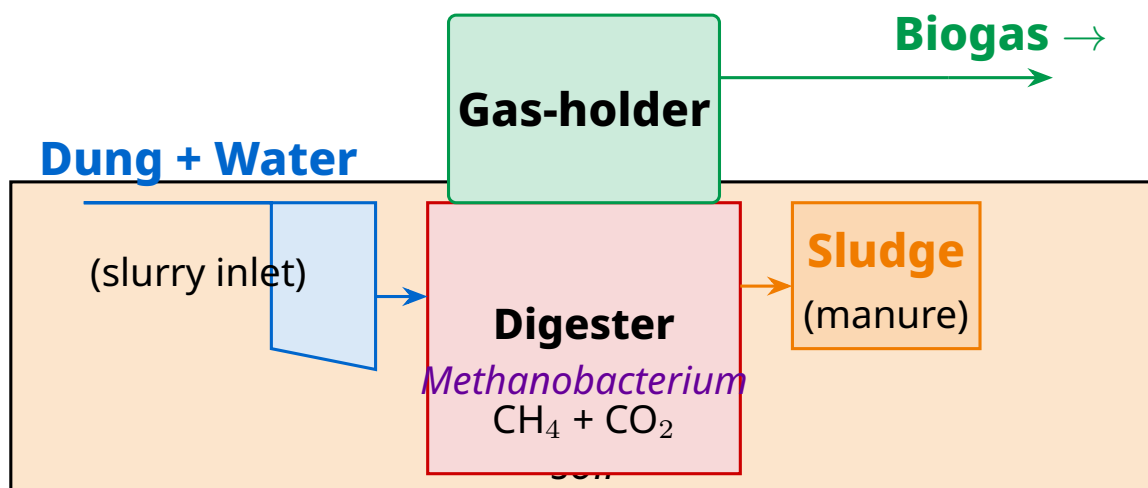 Biogas →
Gas-holder
Dung + Water
(slurry inlet)
Sludge
(manure)
Digester
Methanobacterium
CH₄ + CO₂